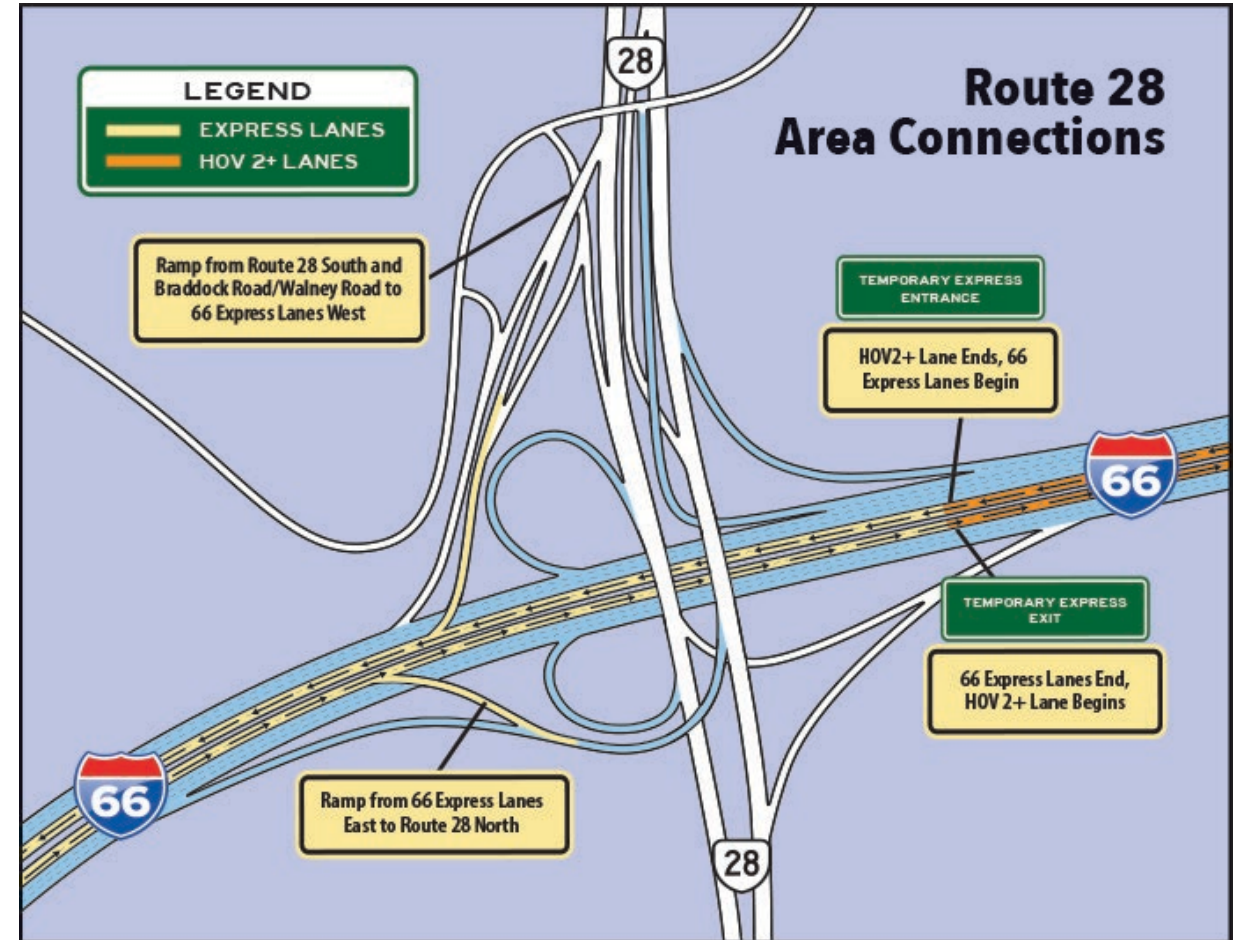 28
Route 28
Area Connections
LEGEND
EXPRESS LANES
HOV 2+ LANES
Ramp from Route 28 South and
Braddock Road/Walney Road to
66 Express Lanes West
TEMPORARY EXPRESS
ENTRANCE
HOV2+ Lane Ends, 66
Express Lanes Begin
66
TEMPORARY EXPRESS
EXIT
66 Express Lanes End,
HOV 2+ Lane Begins
66
Ramp from 66 Express Lanes
East to Route 28 North
28